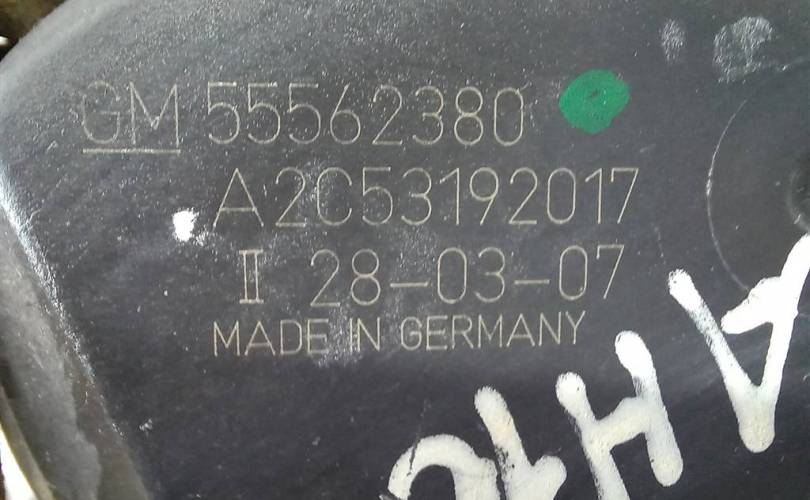 GM 55562380
A2C53192017
II 28-03-07
MADE IN GERMANY